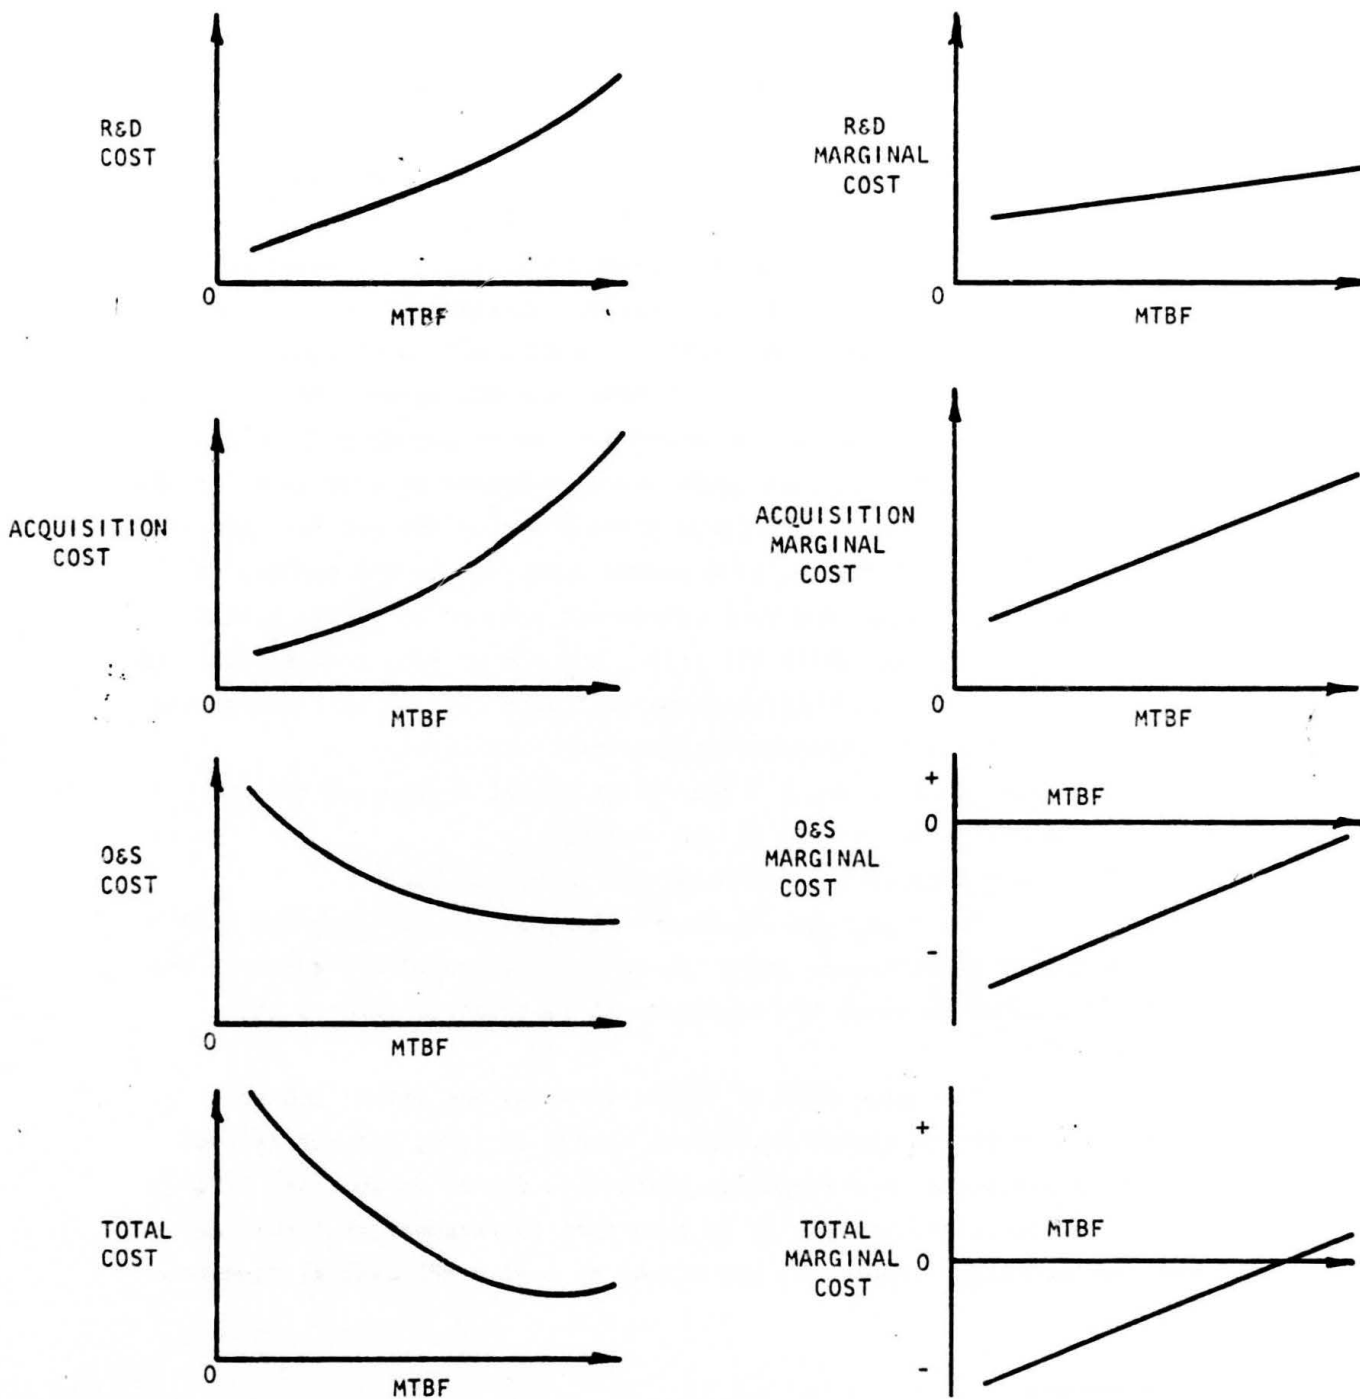 R&D
COST
0
MTBF
R&D
MARGINAL
COST
0
MTBF
ACQUISITION
COST
0
MTBF
ACQUISITION
MARGINAL
COST
0
MTBF
O&S
COST
0
MTBF
+
MTBF
0
O&S
MARGINAL
COST
-
TOTAL
COST
0
MTBF
+
MTBF
TOTAL
MARGINAL
COST
0
-